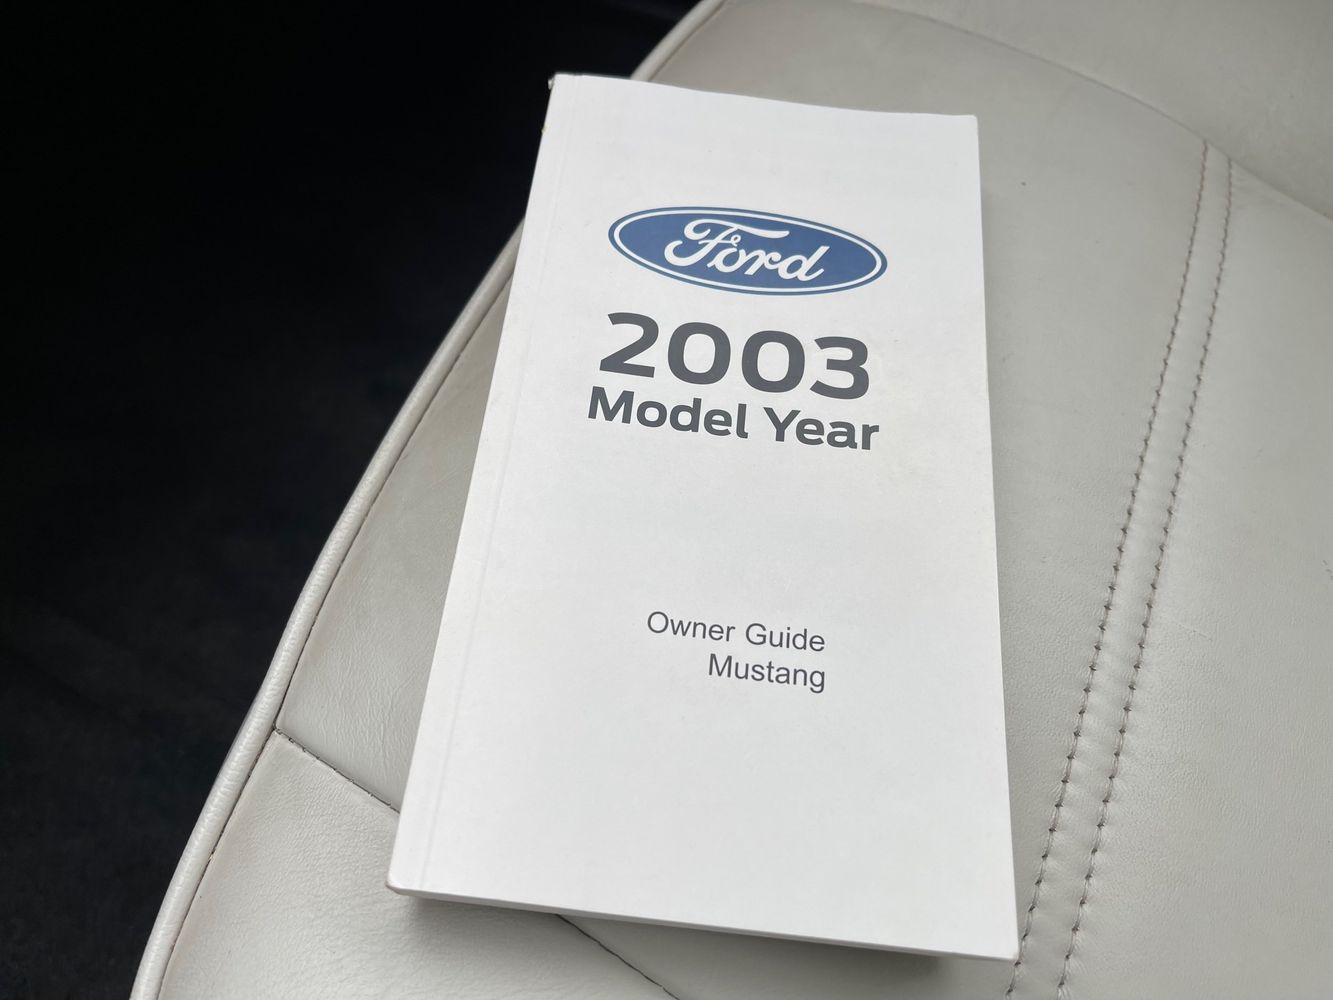 Ford
2003
Model Year
Owner Guide
Mustang